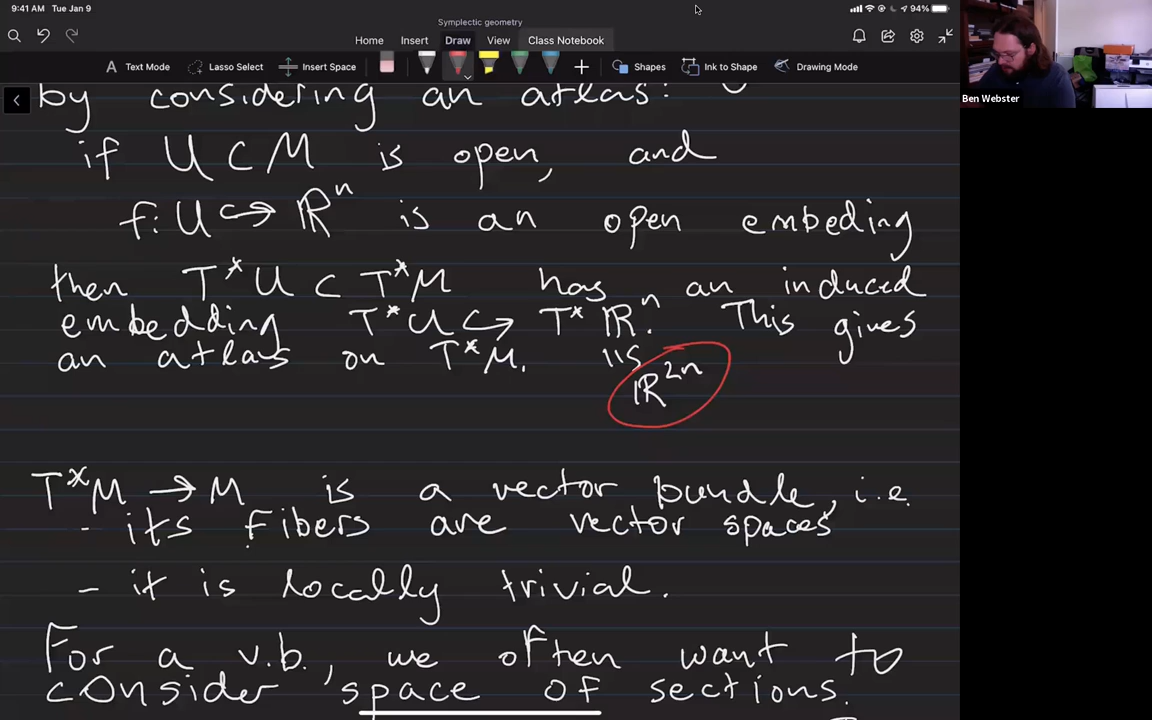 9:41 AM Tue Jan 9
94%
Symplectic geometry
Home Insert Draw View Class Notebook
Text Mode Lasso Select Insert Space Shapes Ink to Shape Drawing Mode
Ben Webster
by considering an atlas:
if U ⊂ M is open, and
f: U ↪ ℝⁿ is an open embeding
then T*U ⊂ T*M has an induced
embedding T*U ↪ T*ℝⁿ. This gives
an atlas on T*M. ≅
ℝ²ⁿ
T*M → M is a vector bundle, i.e.
- its fibers are vector spaces
- it is locally trivial.
For a v.b., we often want to
consider space of sections.